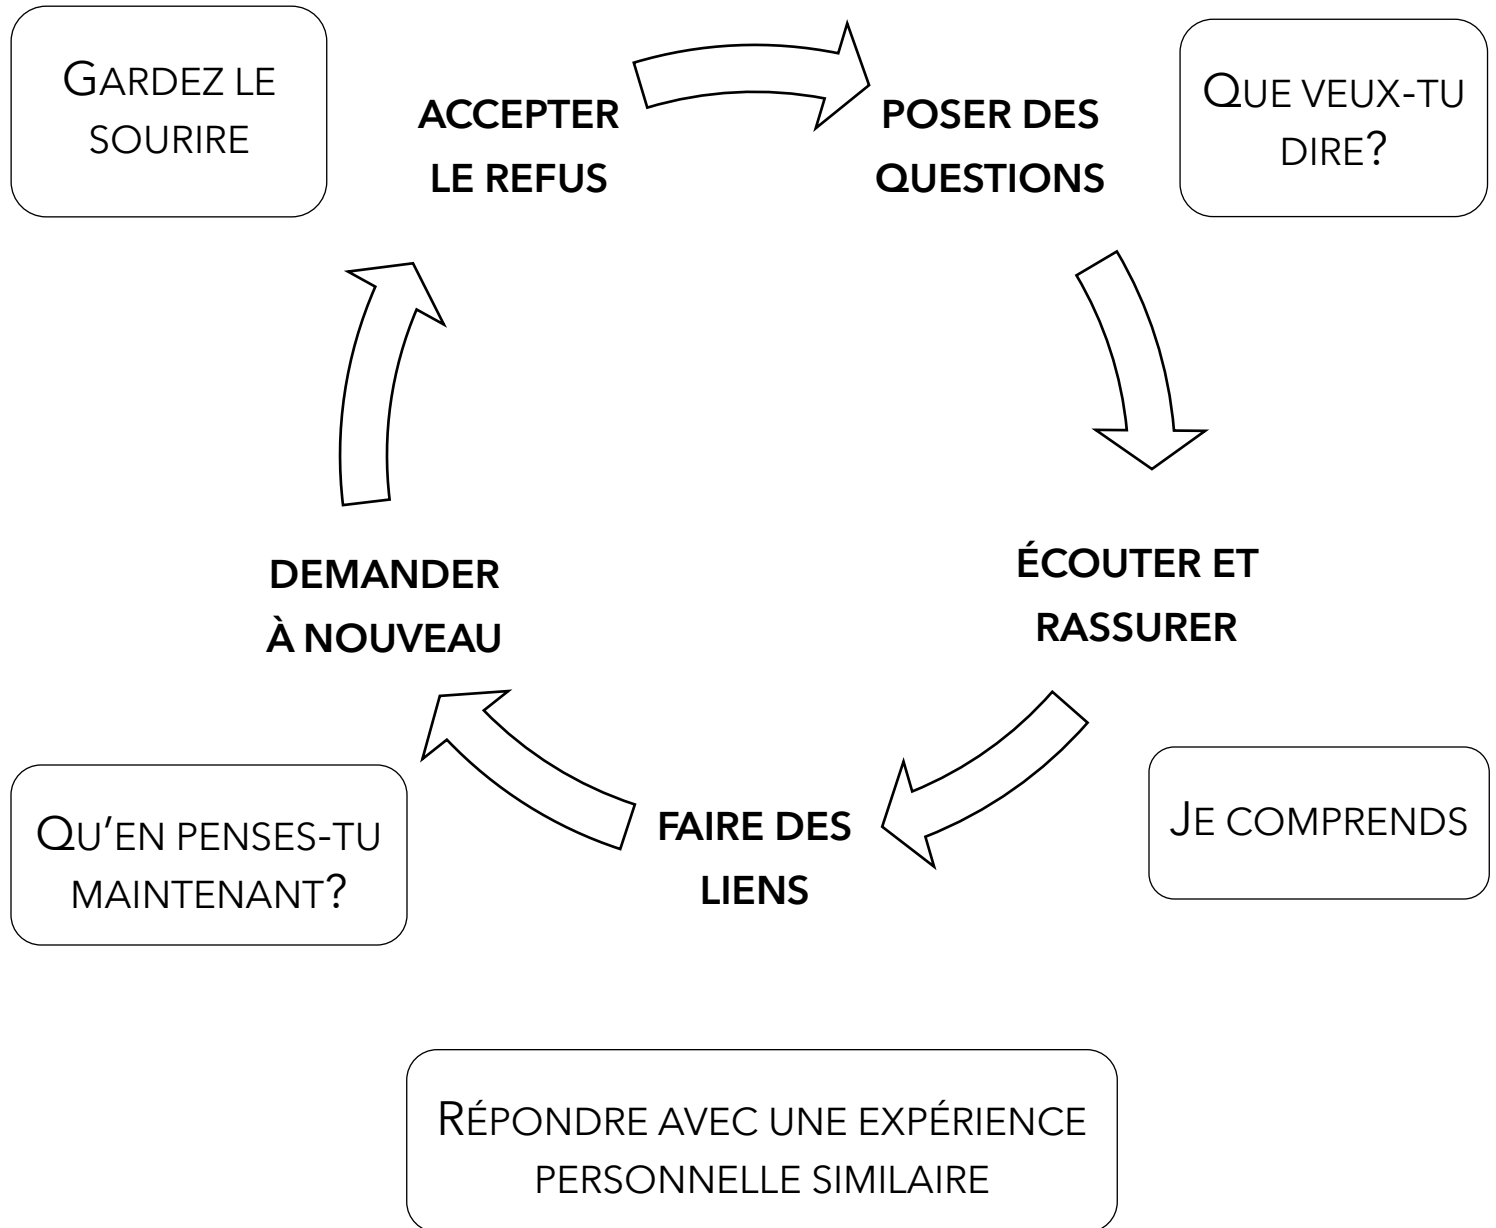 GARDEZ LE
SOURIRE
ACCEPTER
LE REFUS
POSER DES
QUESTIONS
QUE VEUX-TU
DIRE?
ÉCOUTER ET
RASSURER
JE COMPRENDS
FAIRE DES
LIENS
RÉPONDRE AVEC UNE EXPÉRIENCE
PERSONNELLE SIMILAIRE
DEMANDER
À NOUVEAU
QU'EN PENSES-TU
MAINTENANT?